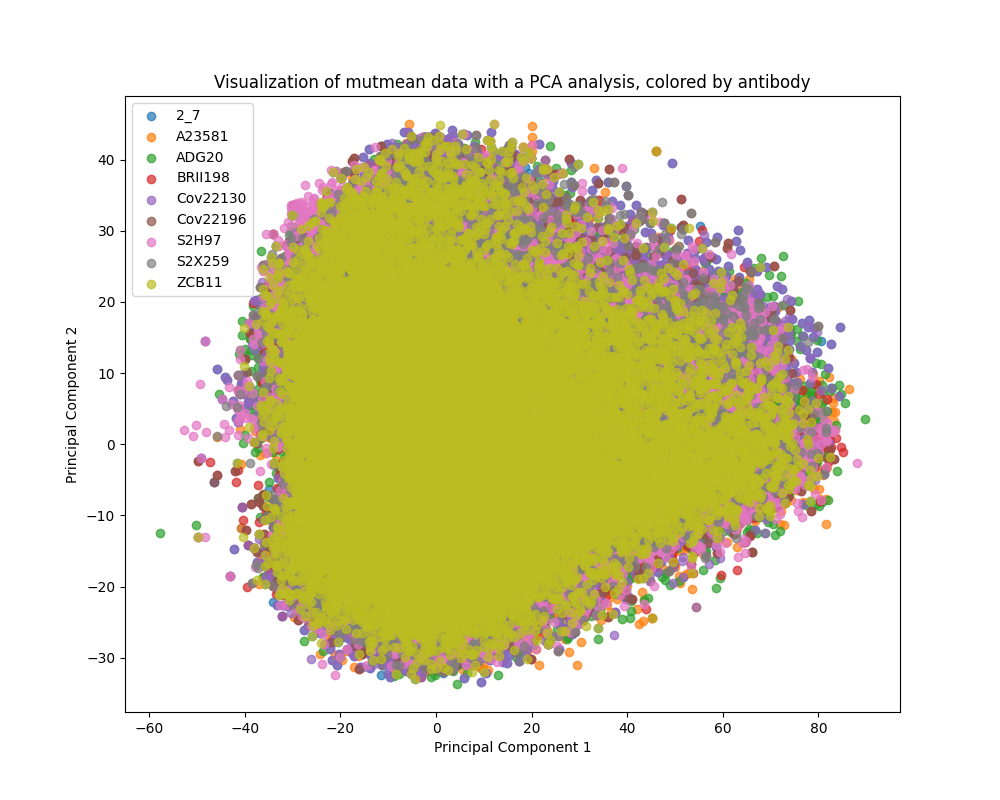 Visualization of mutmean data with a PCA analysis, colored by antibody
2_7
A23581
ADG20
BRII198
Cov22130
Cov22196
S2H97
S2X259
ZCB11
40
30
20
10
0
−10
−20
−30
Principal Component 2
−60 −40 −20 0 20 40 60 80
Principal Component 1